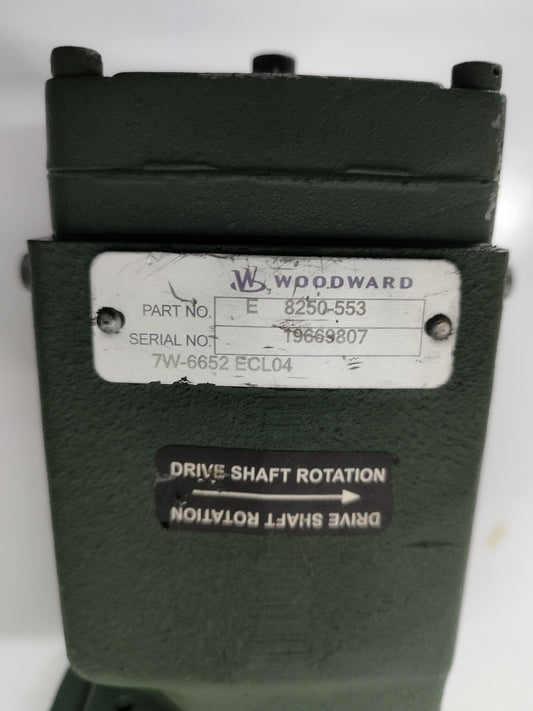 W WOODWARD
PART NO. E 8250-553
SERIAL NO. 19669807
7W-6652 ECL04
DRIVE SHAFT ROTATION
DRIVE SHAFT ROTATION